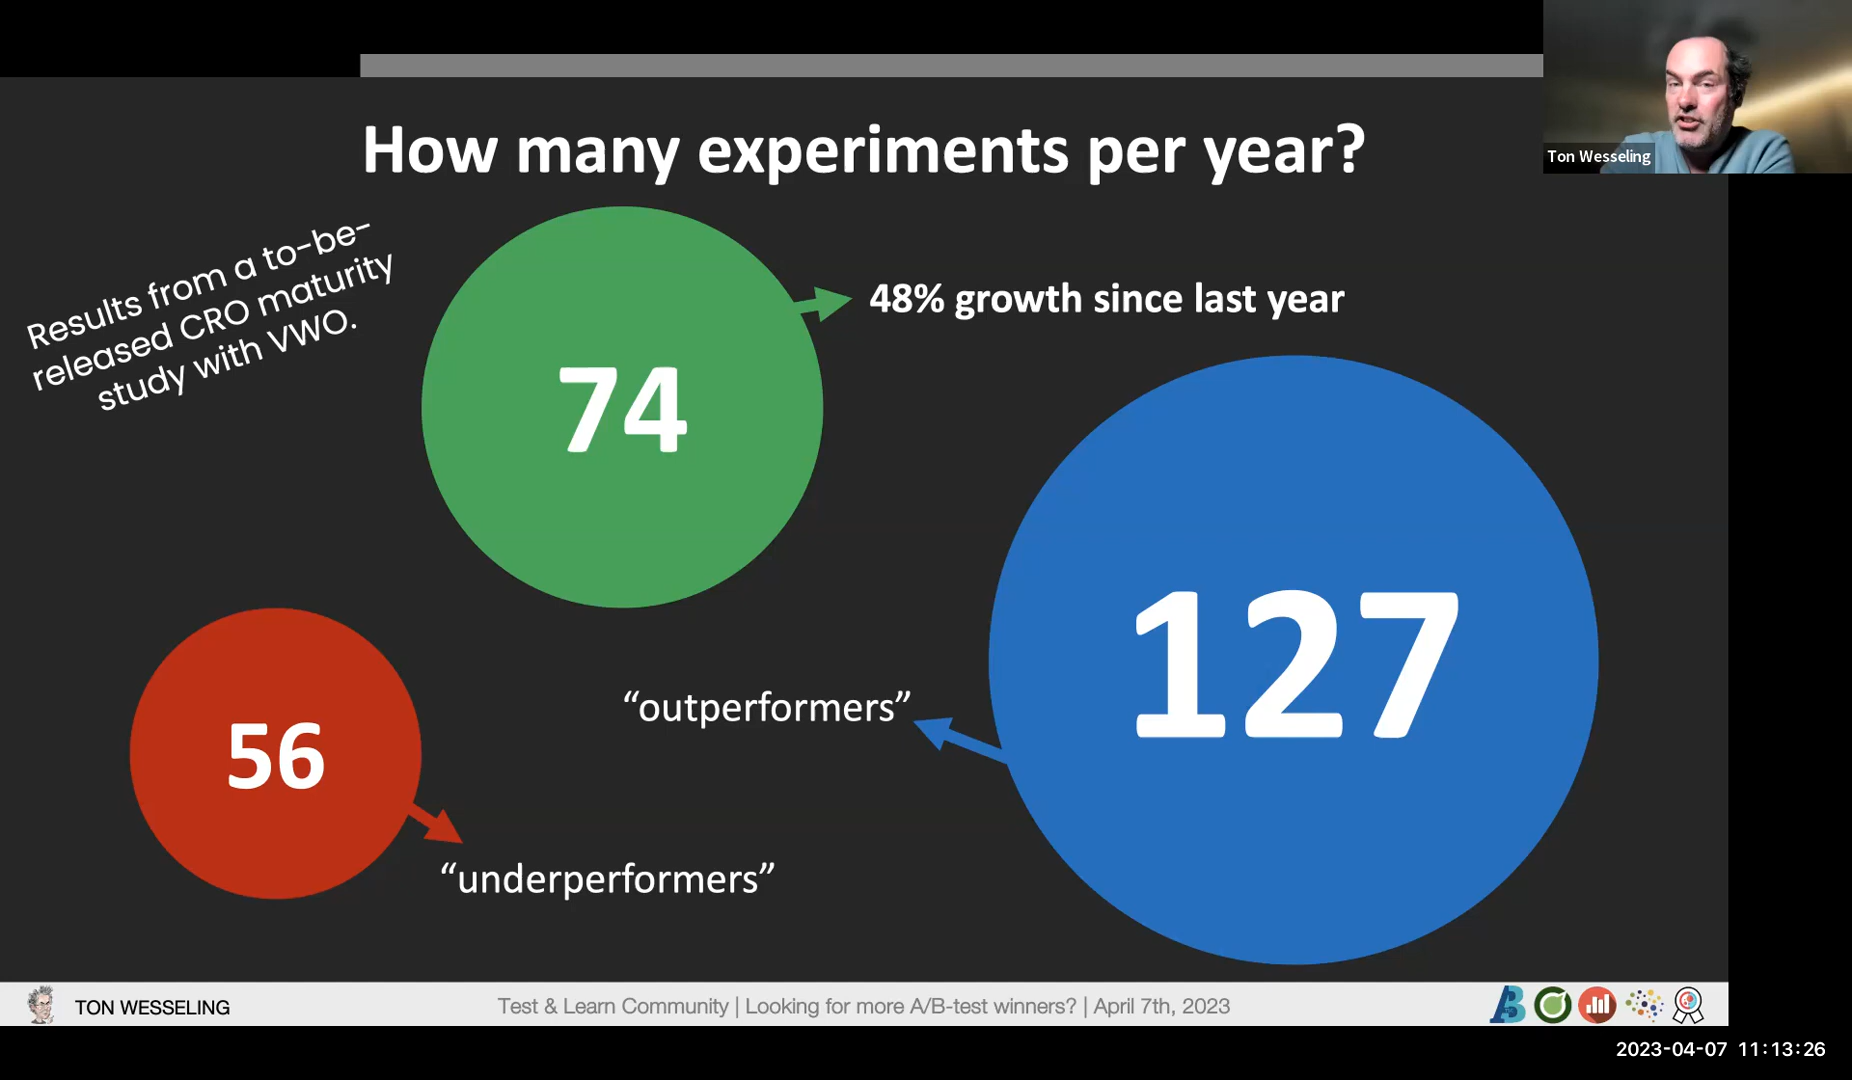 How many experiments per year?
Ton Wesseling
Results from a to-be-
released CRO maturity
study with VWO.
74
48% growth since last year
127
“outperformers”
56
“underperformers”
TON WESSELING
Test & Learn Community | Looking for more A/B-test winners? | April 7th, 2023
2023-04-07 11:13:26